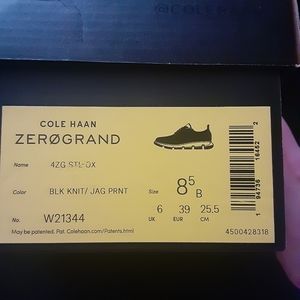 @COLEHAAN
COLE HAAN
ZERØGRAND
Name 4ZG STL OX
Color BLK KNIT/ JAG PRNT
Size 8 5 B
6 39 25.5
UK EUR CM
No. W21344
May be patented. Pat. Colehaan.com/Patents.html
4500428318